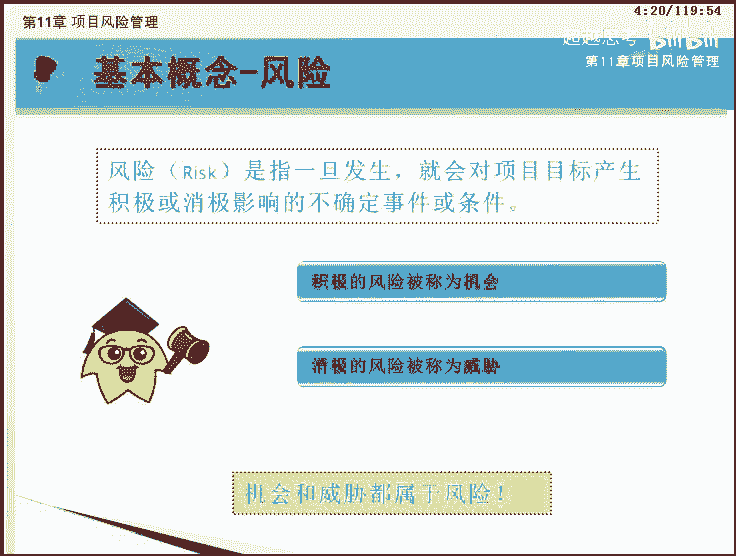 4:20/119:54
第11章 项目风险管理
超越思考 bilibili
第11章项目风险管理
基本概念-风险
风险（Risk）是指一旦发生，就会对项目目标产生
积极或消极影响的不确定事件或条件。
积极的风险被称为机会
消极的风险被称为威胁
机会和威胁都属于风险！